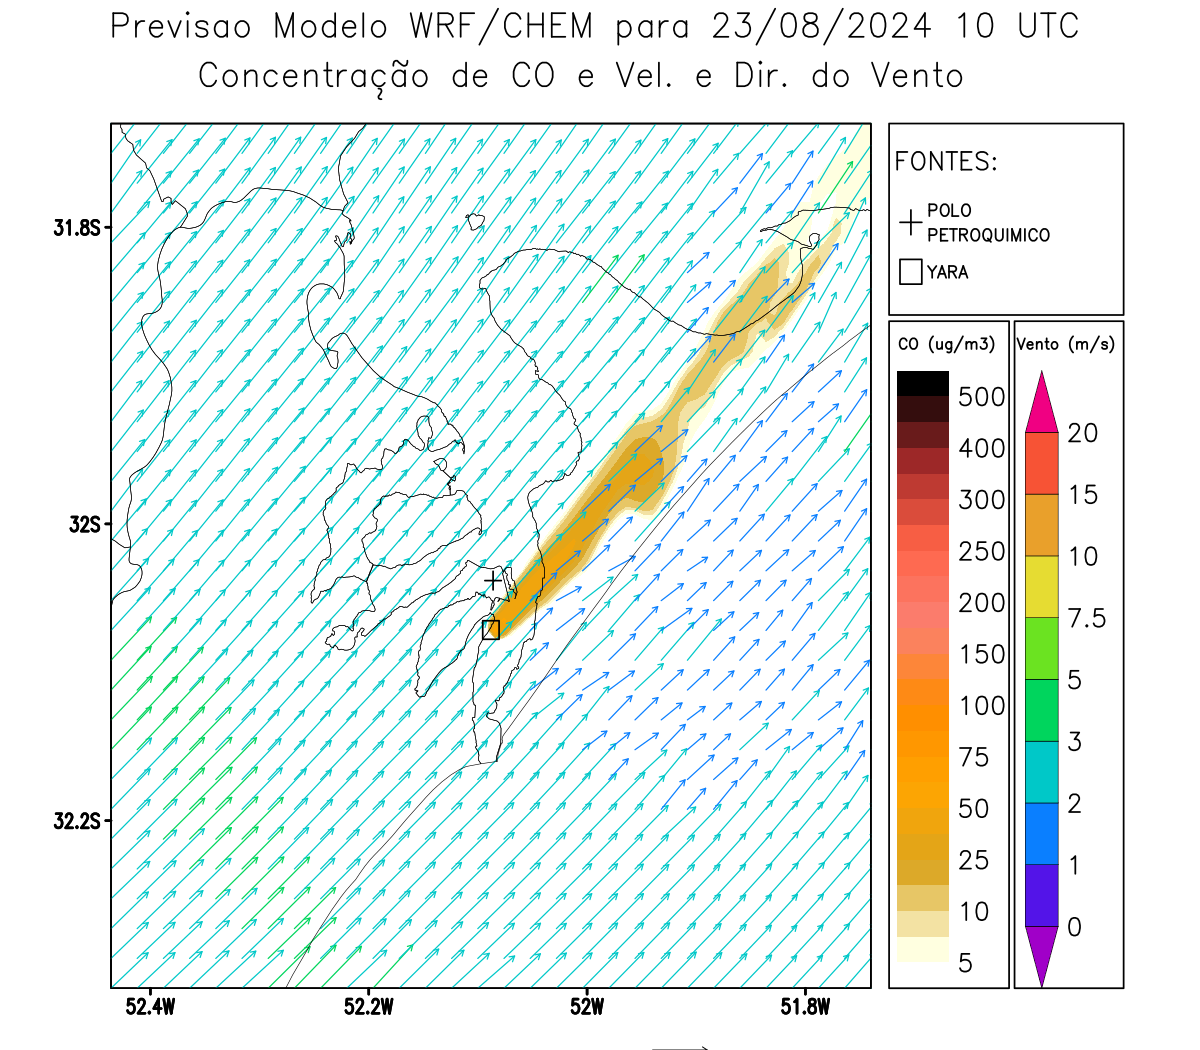 Previsao Modelo WRF/CHEM para 23/08/2024 10 UTC
Concentração de CO e Vel. e Dir. do Vento
FONTES:
POLO
PETROQUIMICO
YARA
CO (ug/m3)
500
400
300
250
200
150
100
75
50
25
10
5
Vento (m/s)
20
15
10
7.5
5
3
2
1
0
31.8S
32S
32.2S
52.4W
52.2W
52W
51.8W